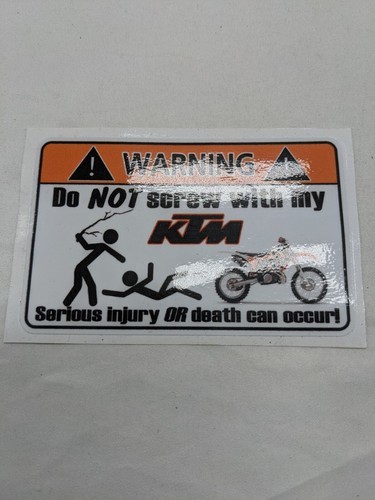 WARNING
Do NOT screw with my
KTM
Serious injury OR death can occur!